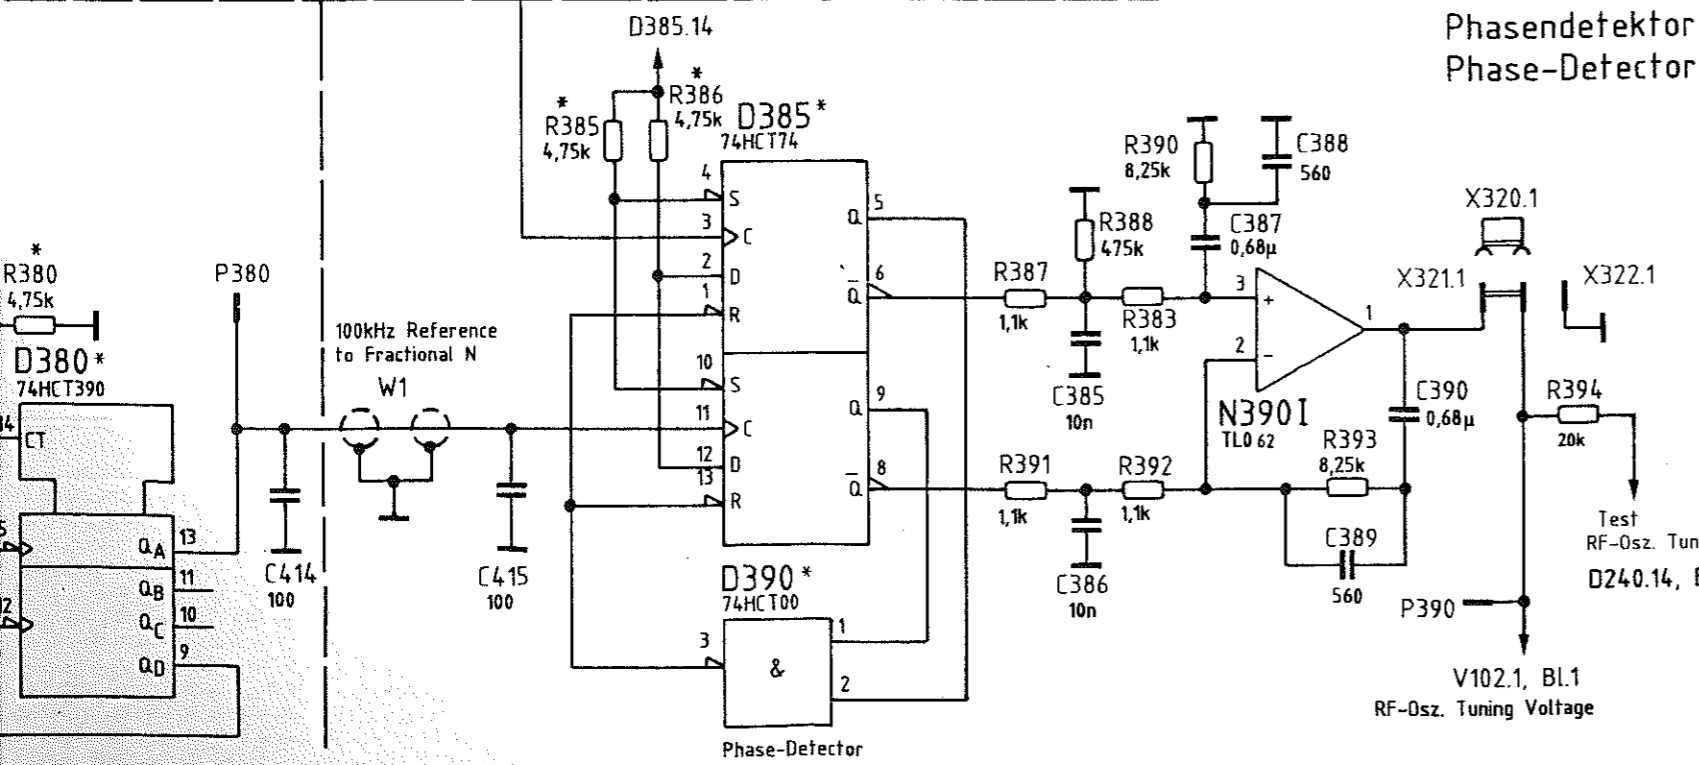 Phasendetektor
Phase-Detector
D385.14
*
R386
4,75k
*
R385
4,75k
D385*
74HCT74
4
S
3
C
2
D
1
R
10
S
11
C
12
D
13
R
5
Q
6
Q
9
Q
8
Q
*
R380
4,75k
D380*
74HCT390
P380
100kHz Reference
to Fractional N
W1
CT
QA
13
QB
11
QC
10
QD
9
C414
100
C415
100
D390*
74HCT00
3
&
1
2
Phase-Detector
R387
1,1k
R388
475k
R383
1,1k
C385
10n
R390
8,25k
C388
560
C387
0,68µ
3
+
2
-
1
N390 I
TL062
R391
1,1k
R392
1,1k
C386
10n
R393
8,25k
C389
560
C390
0,68µ
X320.1
X321.1
X322.1
R394
20k
Test
RF-Osz. Tun
D240.14,
P390
V102.1, Bl.1
RF-Osz. Tuning Voltage